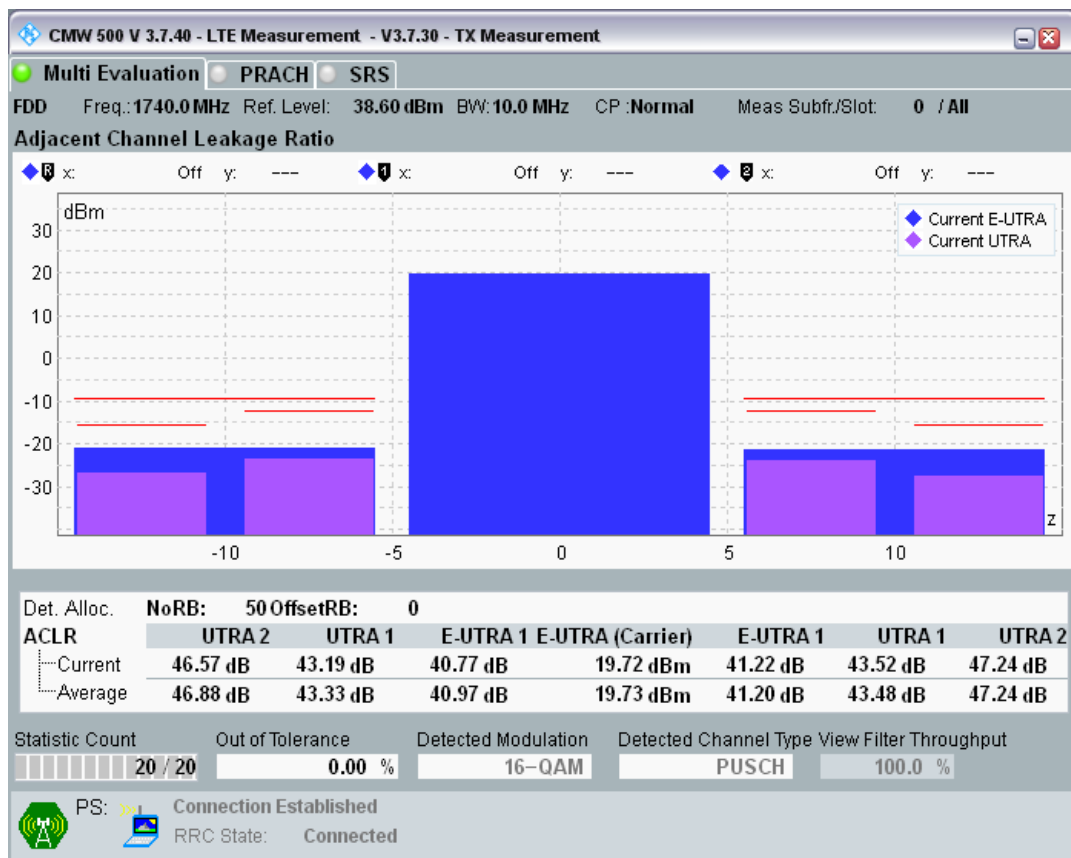 CMW 500 V 3.7.40 - LTE Measurement - V3.7.30 - TX Measurement
Multi Evaluation PRACH SRS
FDD Freq.:1740.0 MHz Ref. Level: 38.60 dBm BW:10.0 MHz CP :Normal Meas Subfr./Slot: 0 / All
Adjacent Channel Leakage Ratio
R x: Off y: --- 1 x: Off y: --- 2 x: Off y: ---
dBm
Current E-UTRA
Current UTRA
30
20
10
0
-10
-20
-30
z
-10 -5 0 5 10
Det. Alloc. NoRB: 50 OffsetRB: 0
ACLR UTRA 2 UTRA 1 E-UTRA 1 E-UTRA (Carrier) E-UTRA 1 UTRA 1 UTRA 2
Current 46.57 dB 43.19 dB 40.77 dB 19.72 dBm 41.22 dB 43.52 dB 47.24 dB
Average 46.88 dB 43.33 dB 40.97 dB 19.73 dBm 41.20 dB 43.48 dB 47.24 dB
Statistic Count Out of Tolerance Detected Modulation Detected Channel Type View Filter Throughput
20 / 20 0.00 % 16-QAM PUSCH 100.0 %
PS: Connection Established
RRC State: Connected